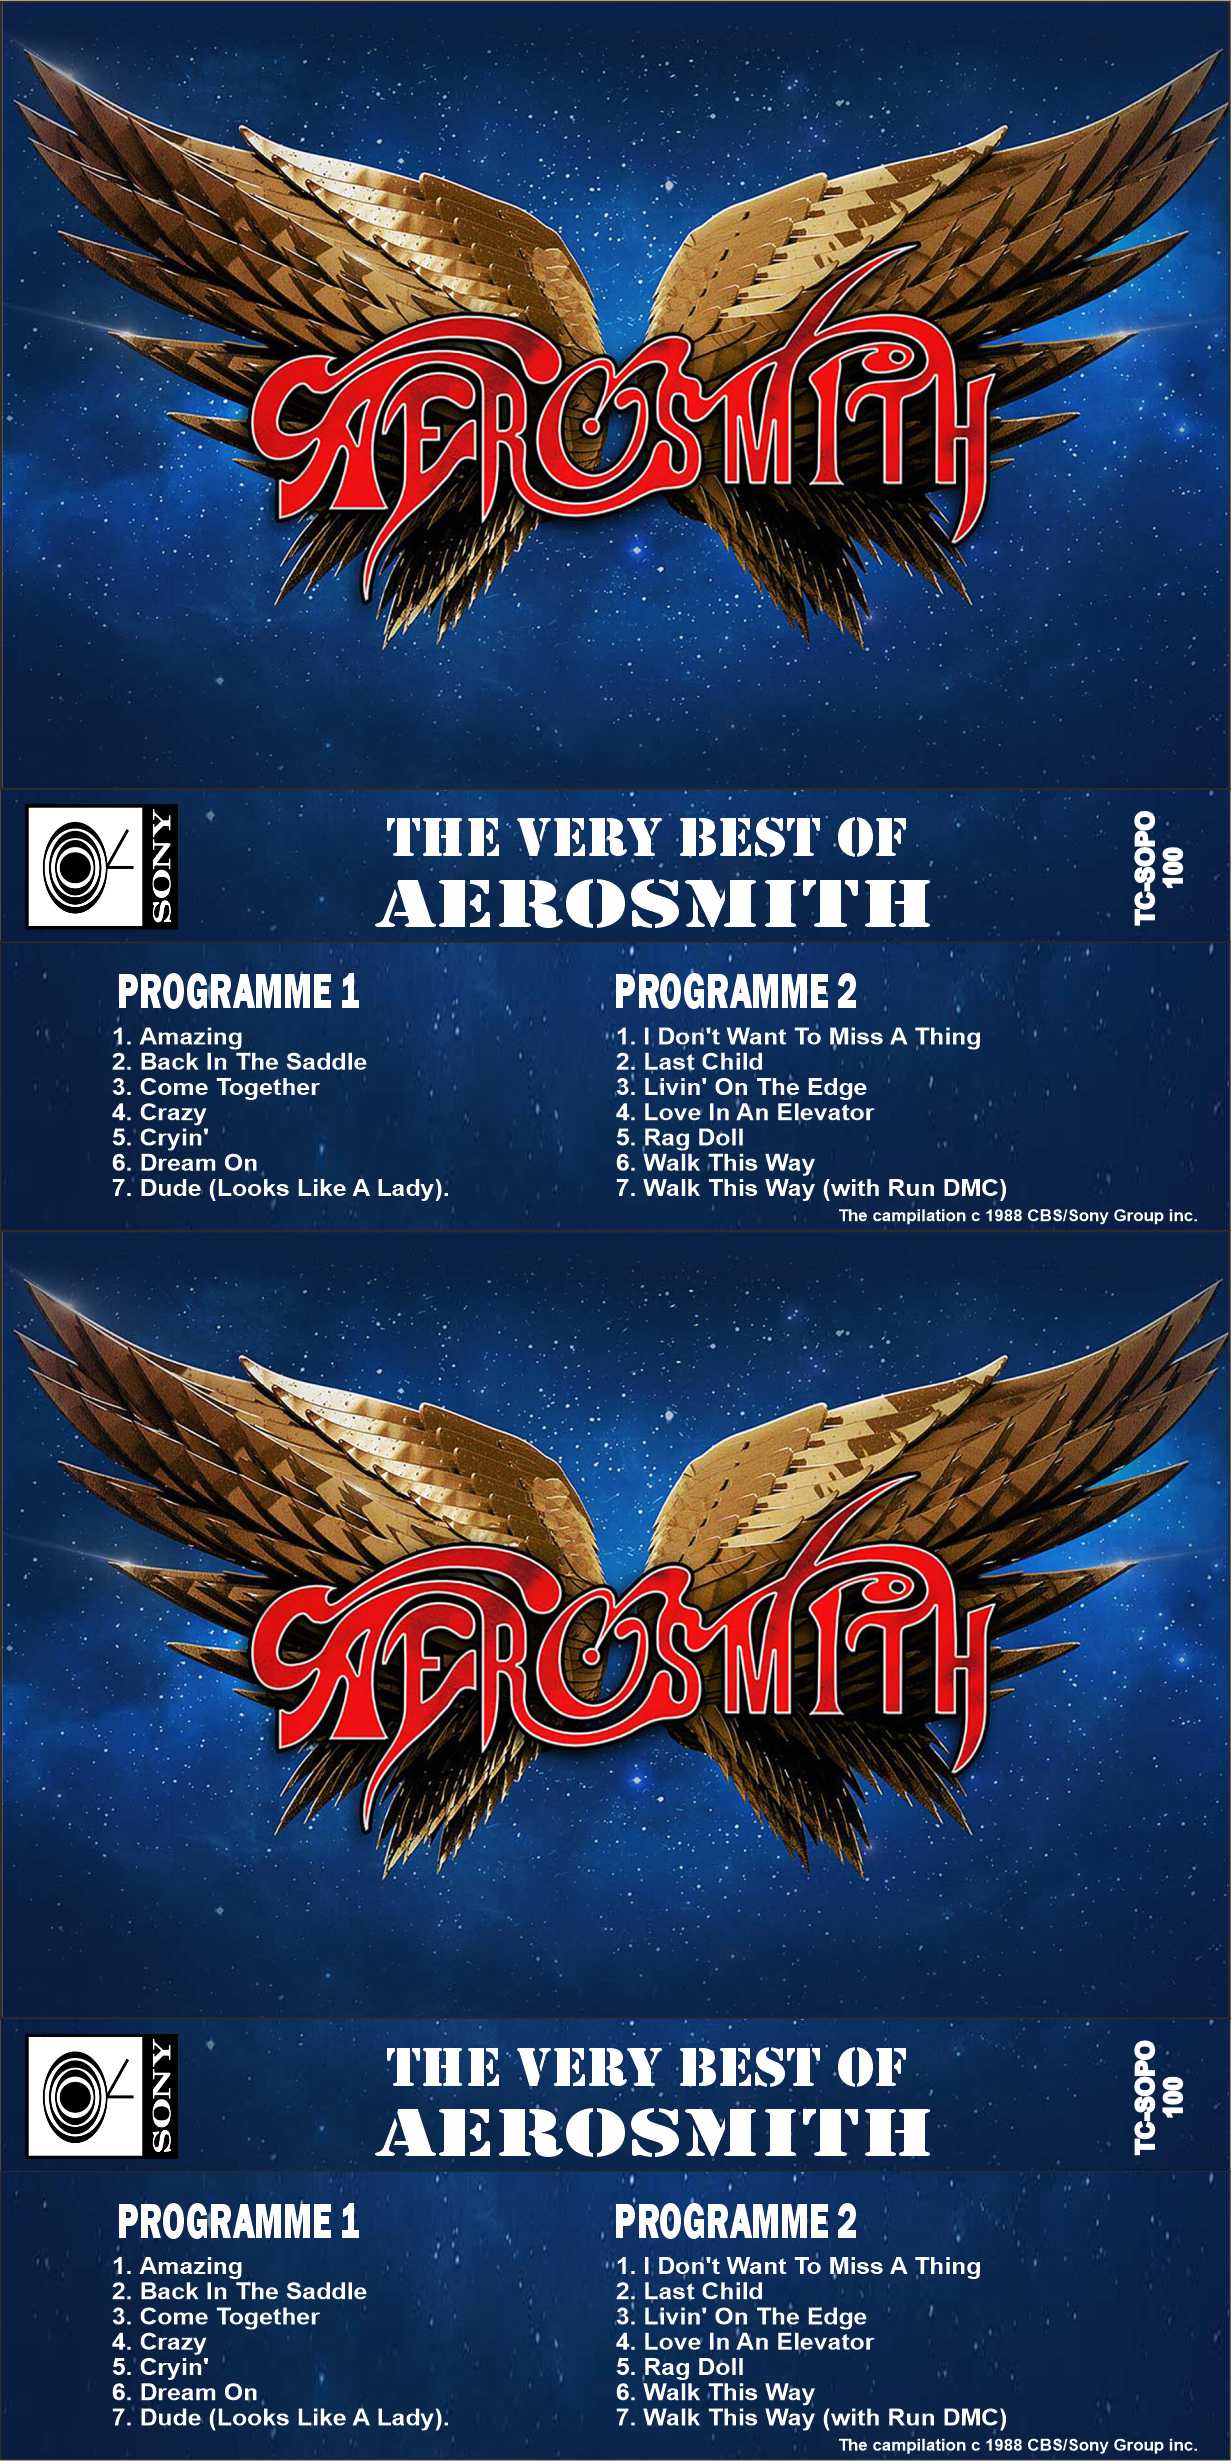 AEROSMITH
SONY
THE VERY BEST OF
AEROSMITH
TC-SOPO
100
PROGRAMME 1
1. Amazing
2. Back In The Saddle
3. Come Together
4. Crazy
5. Cryin'
6. Dream On
7. Dude (Looks Like A Lady).
PROGRAMME 2
1. I Don't Want To Miss A Thing
2. Last Child
3. Livin' On The Edge
4. Love In An Elevator
5. Rag Doll
6. Walk This Way
7. Walk This Way (with Run DMC)
The campilation c 1988 CBS/Sony Group inc.
AEROSMITH
SONY
THE VERY BEST OF
AEROSMITH
TC-SOPO
100
PROGRAMME 1
1. Amazing
2. Back In The Saddle
3. Come Together
4. Crazy
5. Cryin'
6. Dream On
7. Dude (Looks Like A Lady).
PROGRAMME 2
1. I Don't Want To Miss A Thing
2. Last Child
3. Livin' On The Edge
4. Love In An Elevator
5. Rag Doll
6. Walk This Way
7. Walk This Way (with Run DMC)
The campilation c 1988 CBS/Sony Group inc.